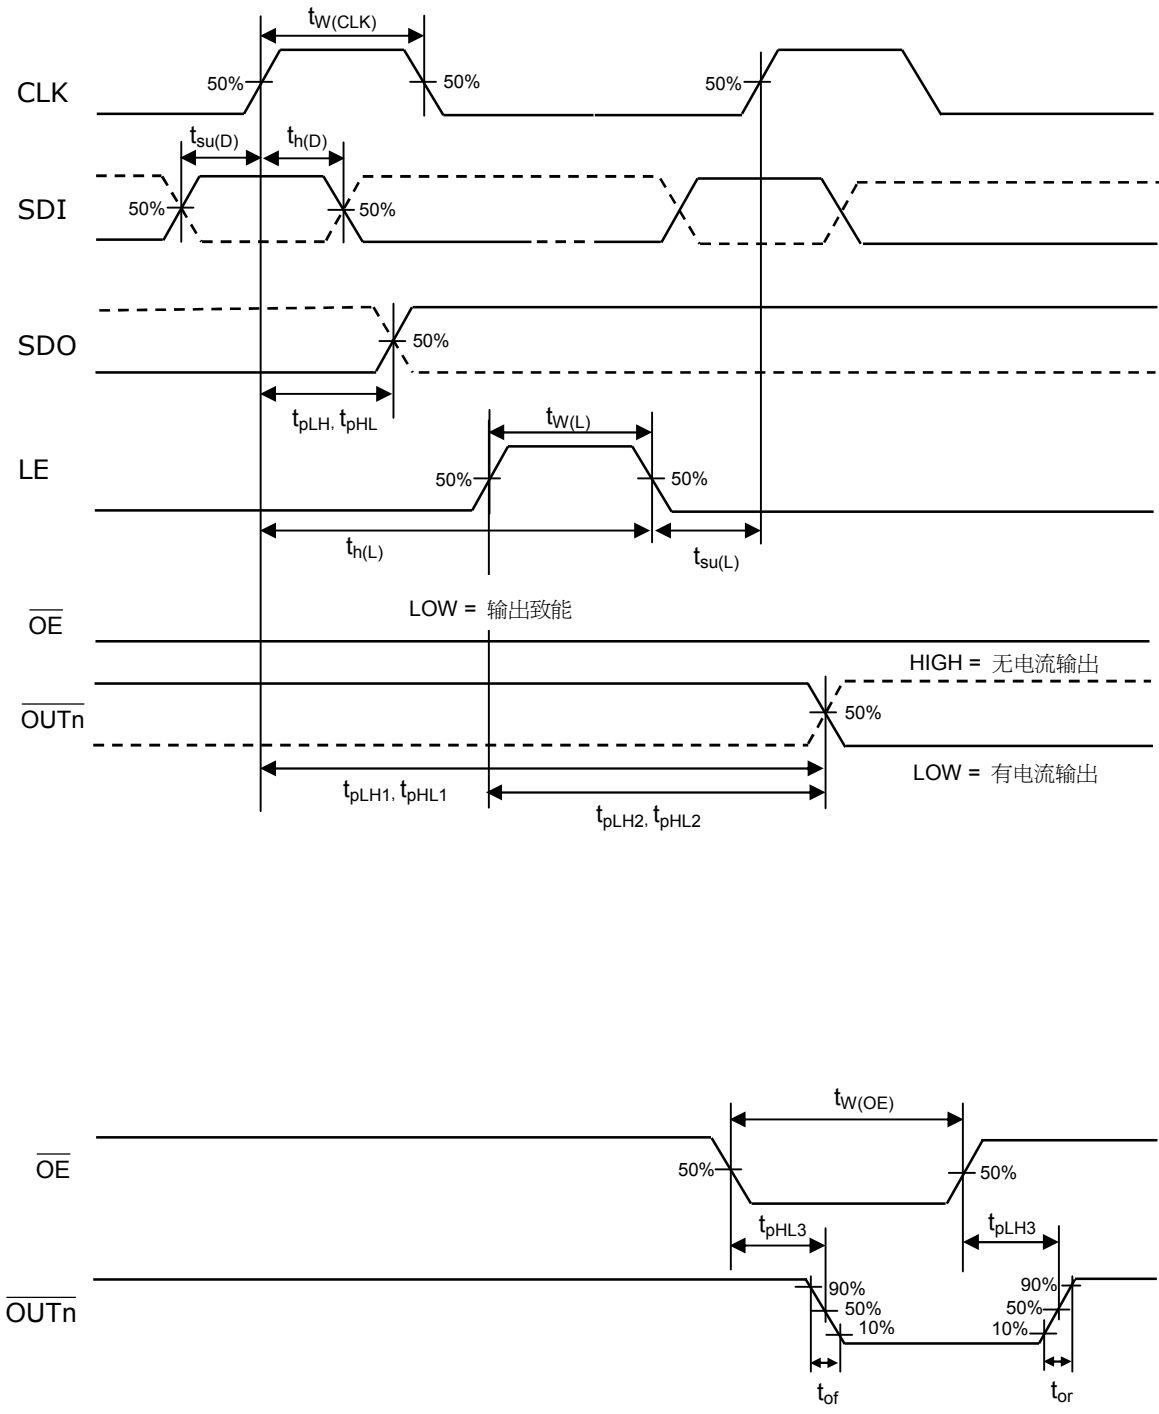 tW(CLK)
CLK
50%
50%
50%
tsu(D)
th(D)
SDI
50%
50%
SDO
50%
tpLH, tpHL
tW(L)
LE
50%
50%
th(L)
tsu(L)
LOW = 输出致能
OE
HIGH = 无电流输出
OUTn
50%
LOW = 有电流输出
tpLH1, tpHL1
tpLH2, tpHL2
tW(OE)
OE
50%
50%
tpHL3
tpLH3
OUTn
90%
50%
10%
90%
50%
10%
tof
tor